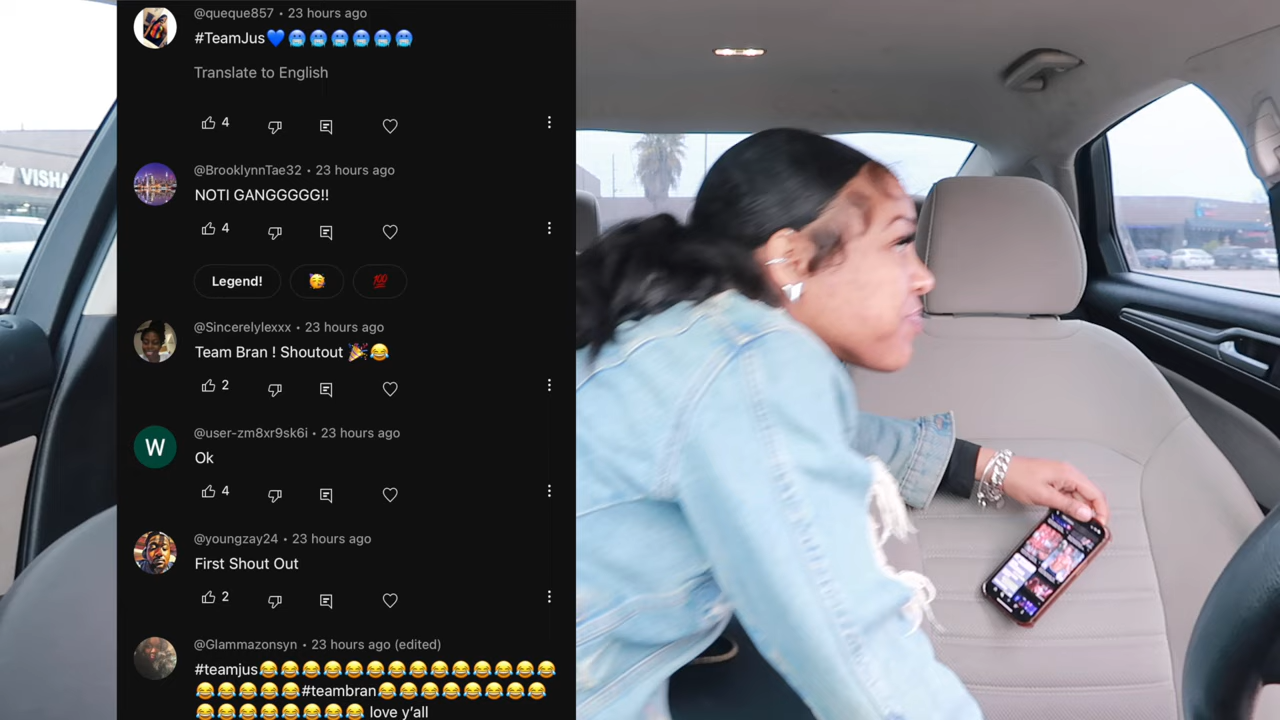 @queque857 • 23 hours ago
#TeamJus💙🥶🥶🥶🥶🥶🥶
Translate to English
4
@BrooklynnTae32 • 23 hours ago
NOTI GANGGGGG!!
4
Legend! 🥳 💯
@Sincerelylexxx • 23 hours ago
Team Bran ! Shoutout 🎉😂
2
W
@user-zm8xr9sk6i • 23 hours ago
Ok
4
@youngzay24 • 23 hours ago
First Shout Out
2
@Glammazonsyn • 23 hours ago (edited)
#teamjus😂😂😂😂😂😂😂😂😂😂😂😂😂😂
😂😂😂😂😂#teambran😂😂😂😂😂😂😂😂
😂😂😂😂😂😂😂😂 love y'all
VISHA